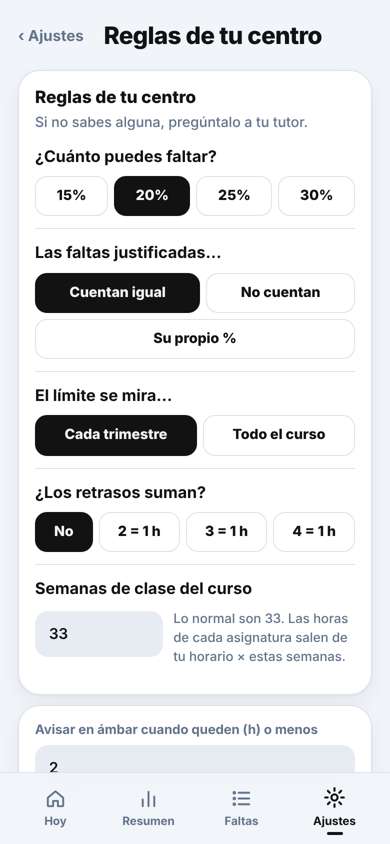 ‹ Ajustes Reglas de tu centro
Reglas de tu centro
Si no sabes alguna, pregúntalo a tu tutor.
¿Cuánto puedes faltar?
15% 20% 25% 30%
Las faltas justificadas...
Cuentan igual No cuentan
Su propio %
El límite se mira...
Cada trimestre Todo el curso
¿Los retrasos suman?
No 2 = 1 h 3 = 1 h 4 = 1 h
Semanas de clase del curso
33
Lo normal son 33. Las horas
de cada asignatura salen de
tu horario × estas semanas.
Avisar en ámbar cuando queden (h) o menos
2
Hoy Resumen Faltas Ajustes